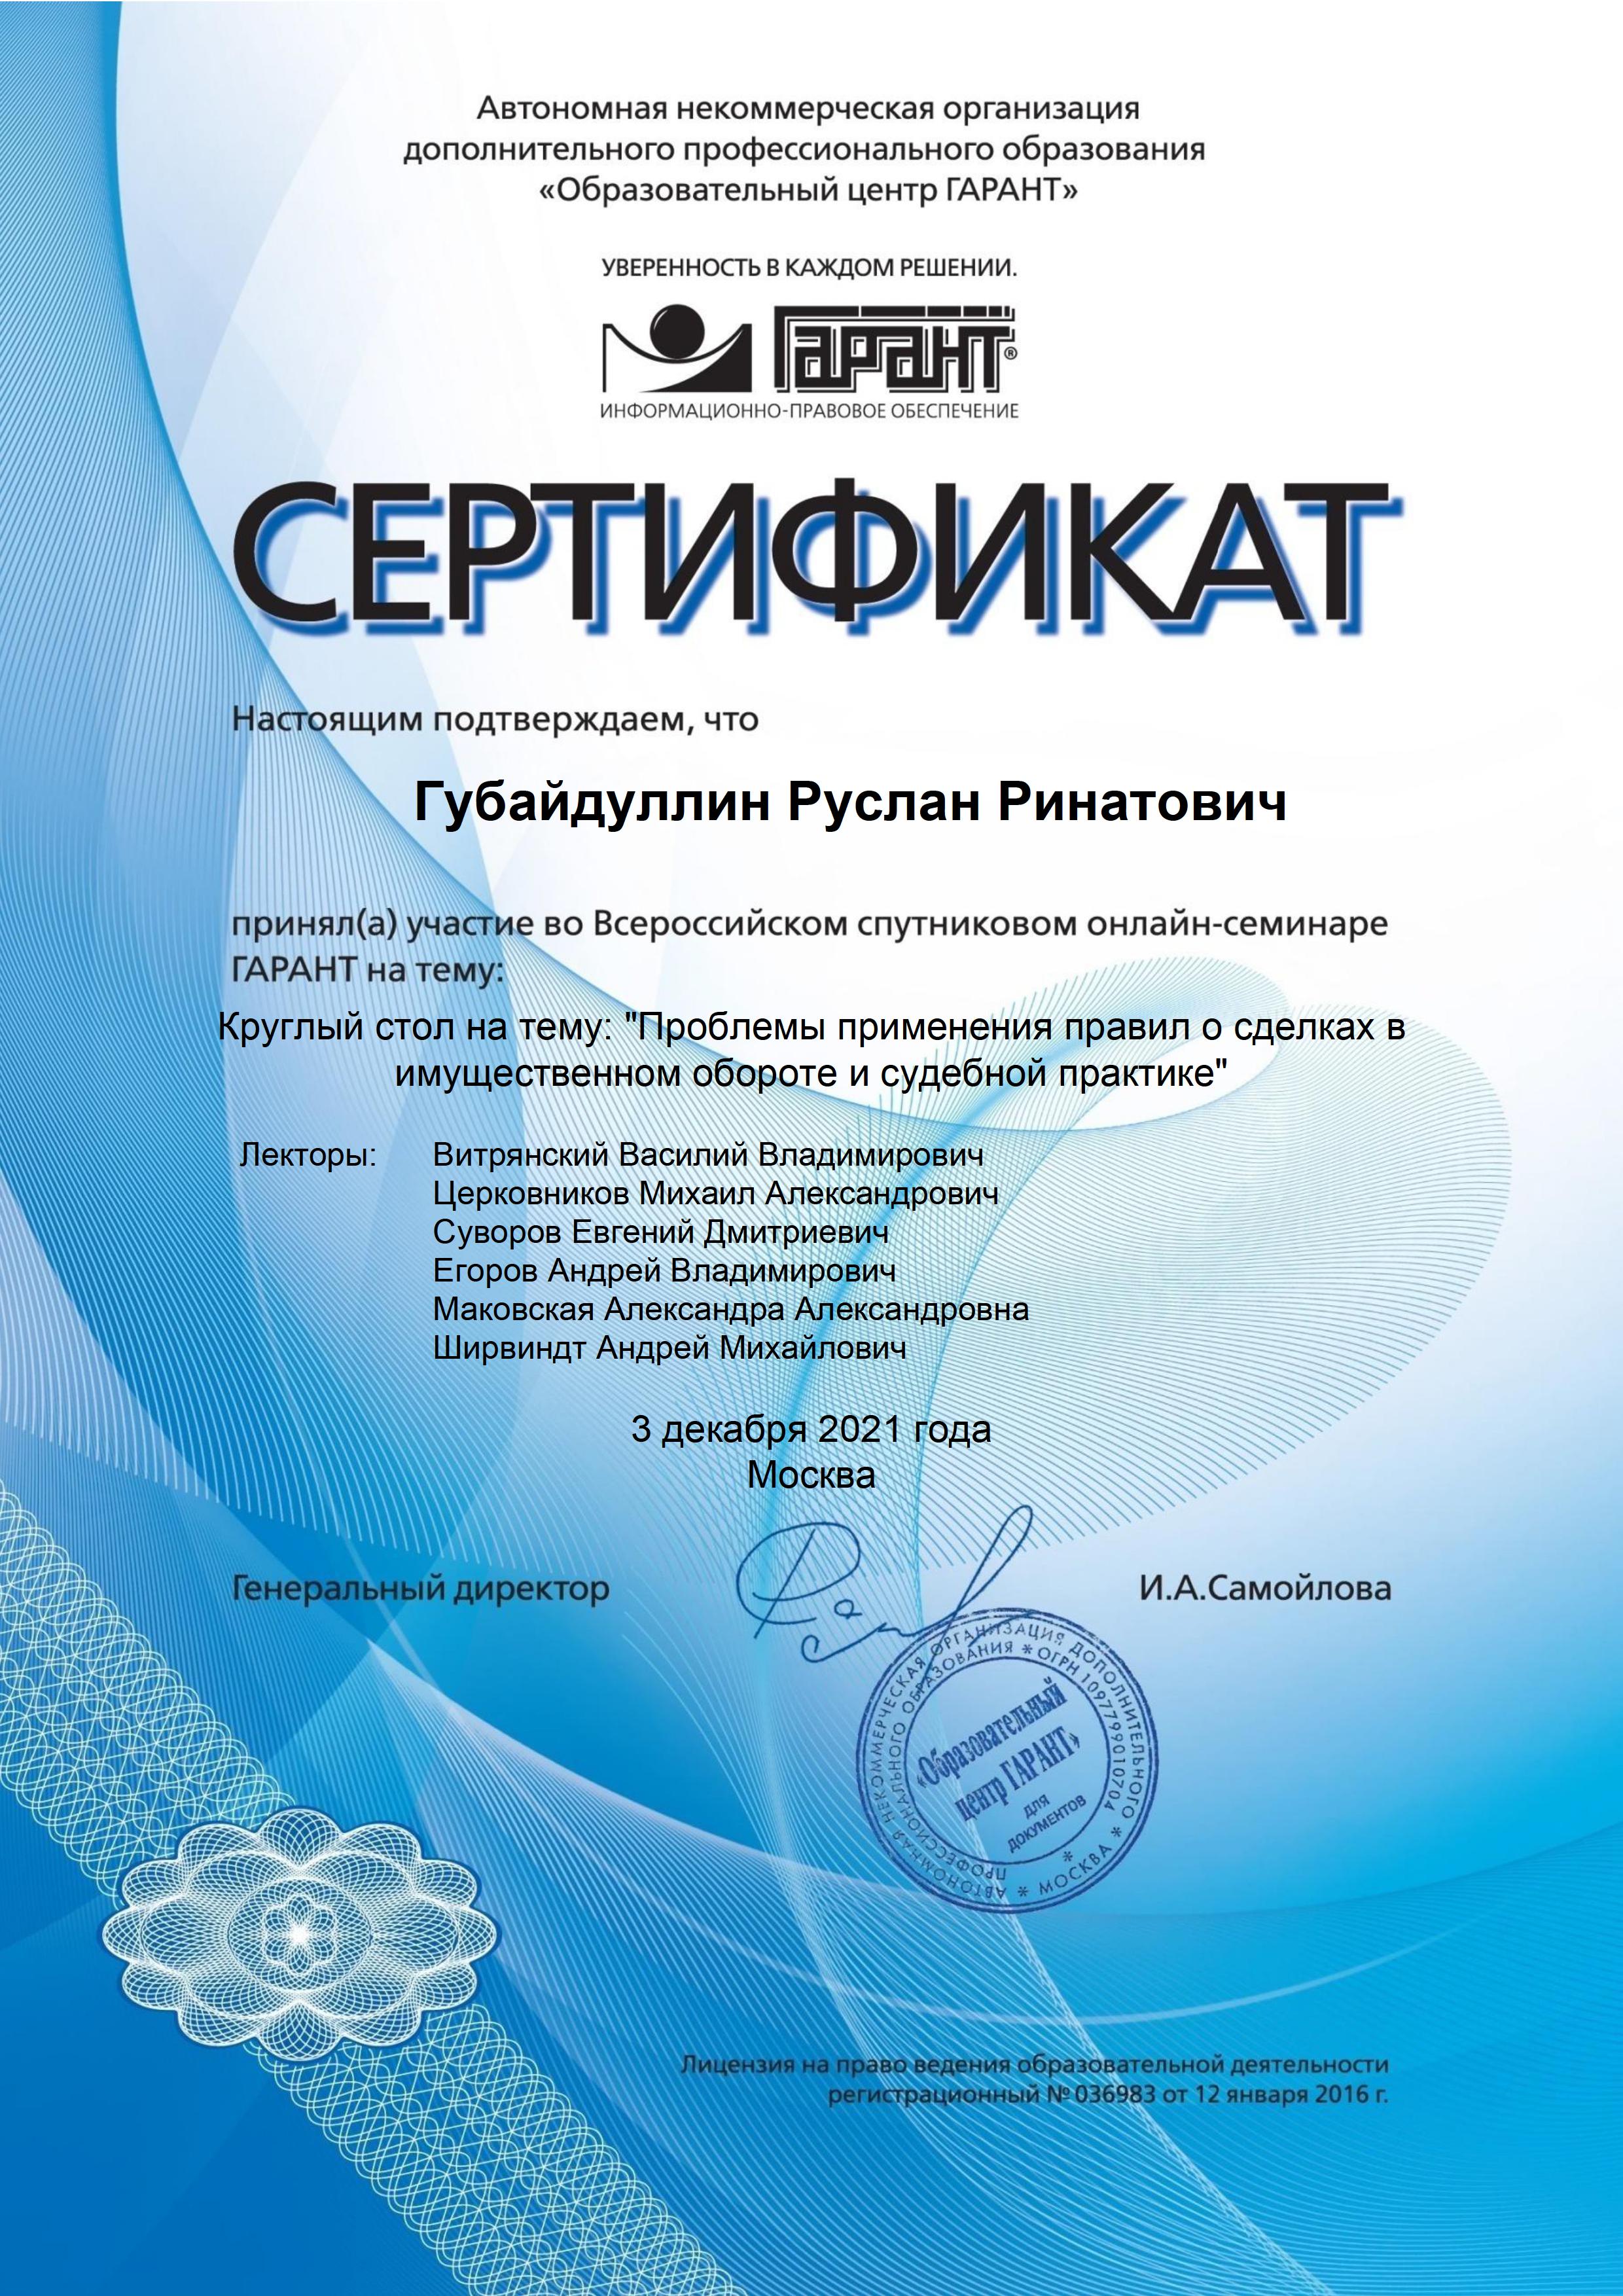 Автономная некоммерческая организация
дополнительного профессионального образования
«Образовательный центр ГАРАНТ»
УВЕРЕННОСТЬ В КАЖДОМ РЕШЕНИИ.
Гарант®
ИНФОРМАЦИОННО-ПРАВОВОЕ ОБЕСПЕЧЕНИЕ
СЕРТИФИКАТ
Настоящим подтверждаем, что
Губайдуллин Руслан Ринатович
принял(а) участие во Всероссийском спутниковом онлайн-семинаре
ГАРАНТ на тему:
Круглый стол на тему: "Проблемы применения правил о сделках в
имущественном обороте и судебной практике"
Лекторы: Витрянский Василий Владимирович
Церковников Михаил Александрович
Суворов Евгений Дмитриевич
Егоров Андрей Владимирович
Маковская Александра Александровна
Ширвиндт Андрей Михайлович
3 декабря 2021 года
Москва
Генеральный директор И.А.Самойлова
АВТОНОМНАЯ НЕКОММЕРЧЕСКАЯ ОРГАНИЗАЦИЯ ДОПОЛНИТЕЛЬНОГО * МОСКВА *
ПРОФЕССИОНАЛЬНОГО ОБРАЗОВАНИЯ * ОГРН 1097799010704 *
«Образовательный
центр ГАРАНТ»
ДЛЯ
ДОКУМЕНТОВ
Лицензия на право ведения образовательной деятельности
регистрационный № 036983 от 12 января 2016 г.